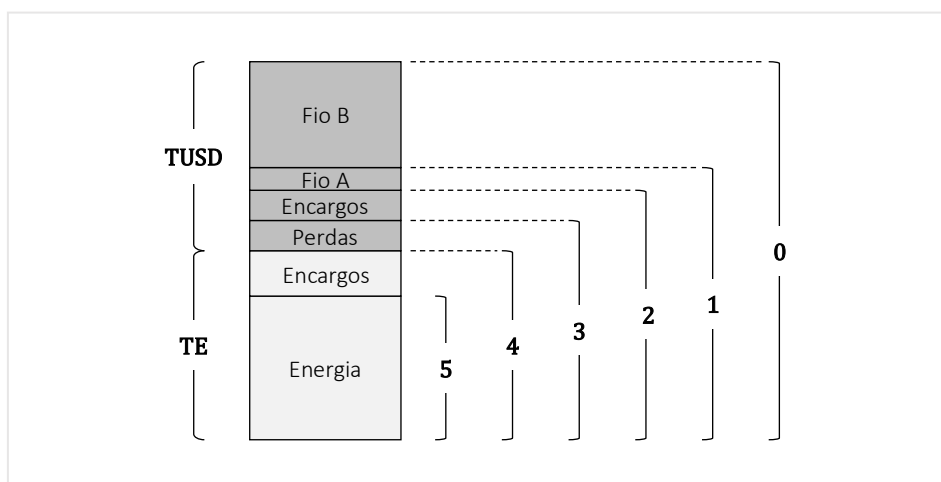 Fio B
TUSD
Fio A
Encargos
Perdas
0
Encargos
1
2
3
TE
4
Energia
5